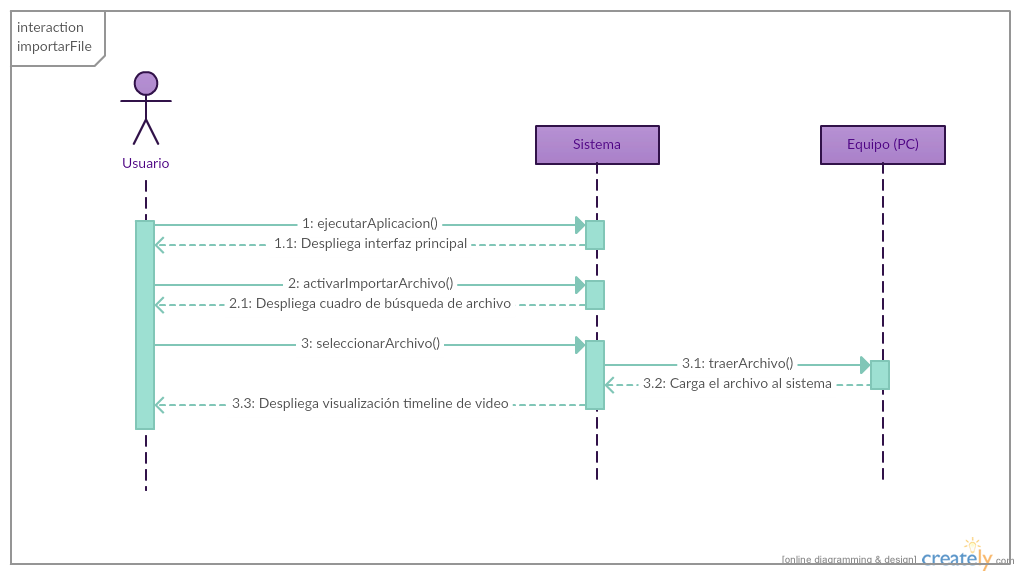 interaction
importarFile
Usuario
Sistema
Equipo (PC)
1: ejecutarAplicacion()
1.1: Despliega interfaz principal
2: activarImportarArchivo()
2.1: Despliega cuadro de búsqueda de archivo
3: seleccionarArchivo()
3.1: traerArchivo()
3.2: Carga el archivo al sistema
3.3: Despliega visualización timeline de video
[online diagramming & design] creately.com